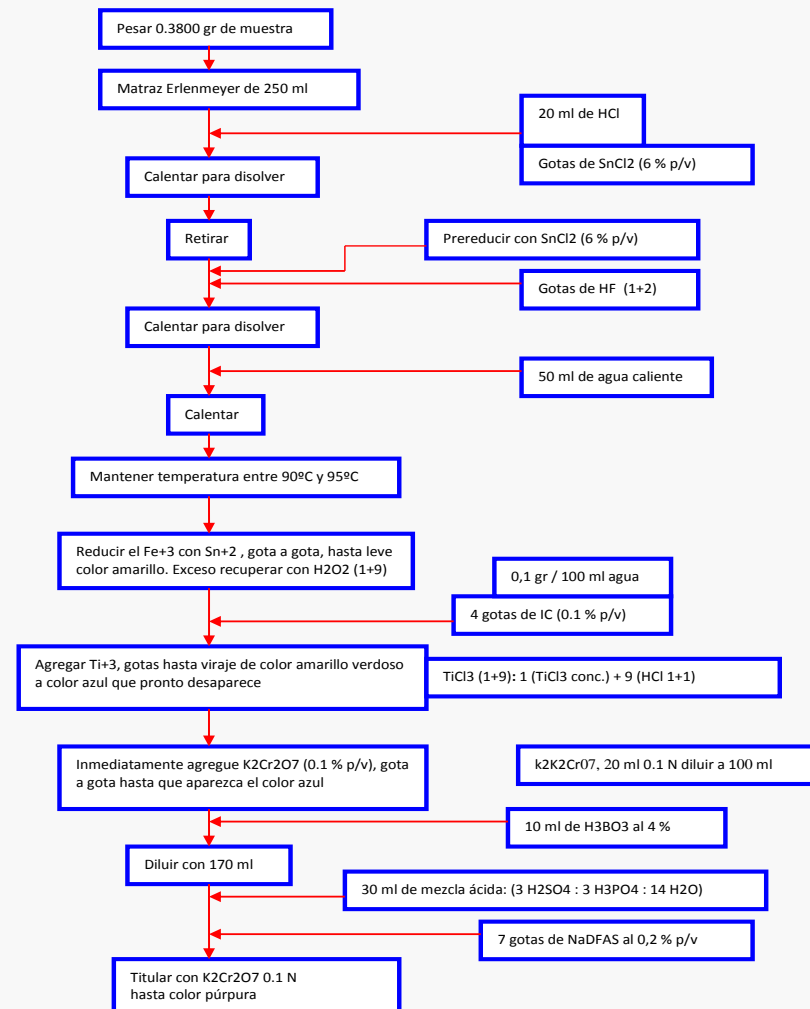 Pesar 0.3800 gr de muestra
Matraz Erlenmeyer de 250 ml
20 ml de HCl
Gotas de SnCl2 (6 % p/v)
Calentar para disolver
Retirar
Prereducir con SnCl2 (6 % p/v)
Gotas de HF (1+2)
Calentar para disolver
50 ml de agua caliente
Calentar
Mantener temperatura entre 90ºC y 95ºC
Reducir el Fe+3 con Sn+2 , gota a gota, hasta leve
color amarillo. Exceso recuperar con H2O2 (1+9)
0,1 gr / 100 ml agua
4 gotas de IC (0.1 % p/v)
Agregar Ti+3, gotas hasta viraje de color amarillo verdoso
a color azul que pronto desaparece
TiCl3 (1+9): 1 (TiCl3 conc.) + 9 (HCl 1+1)
Inmediatamente agregue K2Cr2O7 (0.1 % p/v), gota
a gota hasta que aparezca el color azul
k2K2Cr07, 20 ml 0.1 N diluir a 100 ml
10 ml de H3BO3 al 4 %
Diluir con 170 ml
30 ml de mezcla ácida: (3 H2SO4 : 3 H3PO4 : 14 H2O)
7 gotas de NaDFAS al 0,2 % p/v
Titular con K2Cr2O7 0.1 N
hasta color púrpura